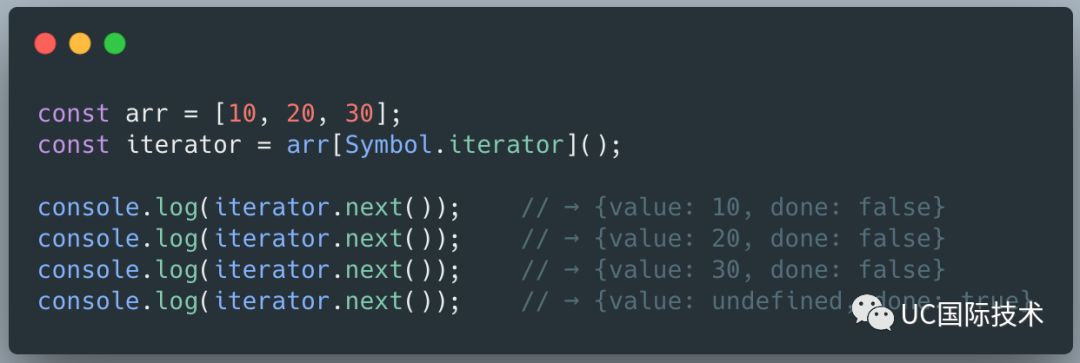 const arr = [10, 20, 30];
const iterator = arr[Symbol.iterator]();
console.log(iterator.next());    // → {value: 10, done: false}
console.log(iterator.next());    // → {value: 20, done: false}
console.log(iterator.next());    // → {value: 30, done: false}
console.log(iterator.next());    // → {value: undefined, done: true}
UC国际技术